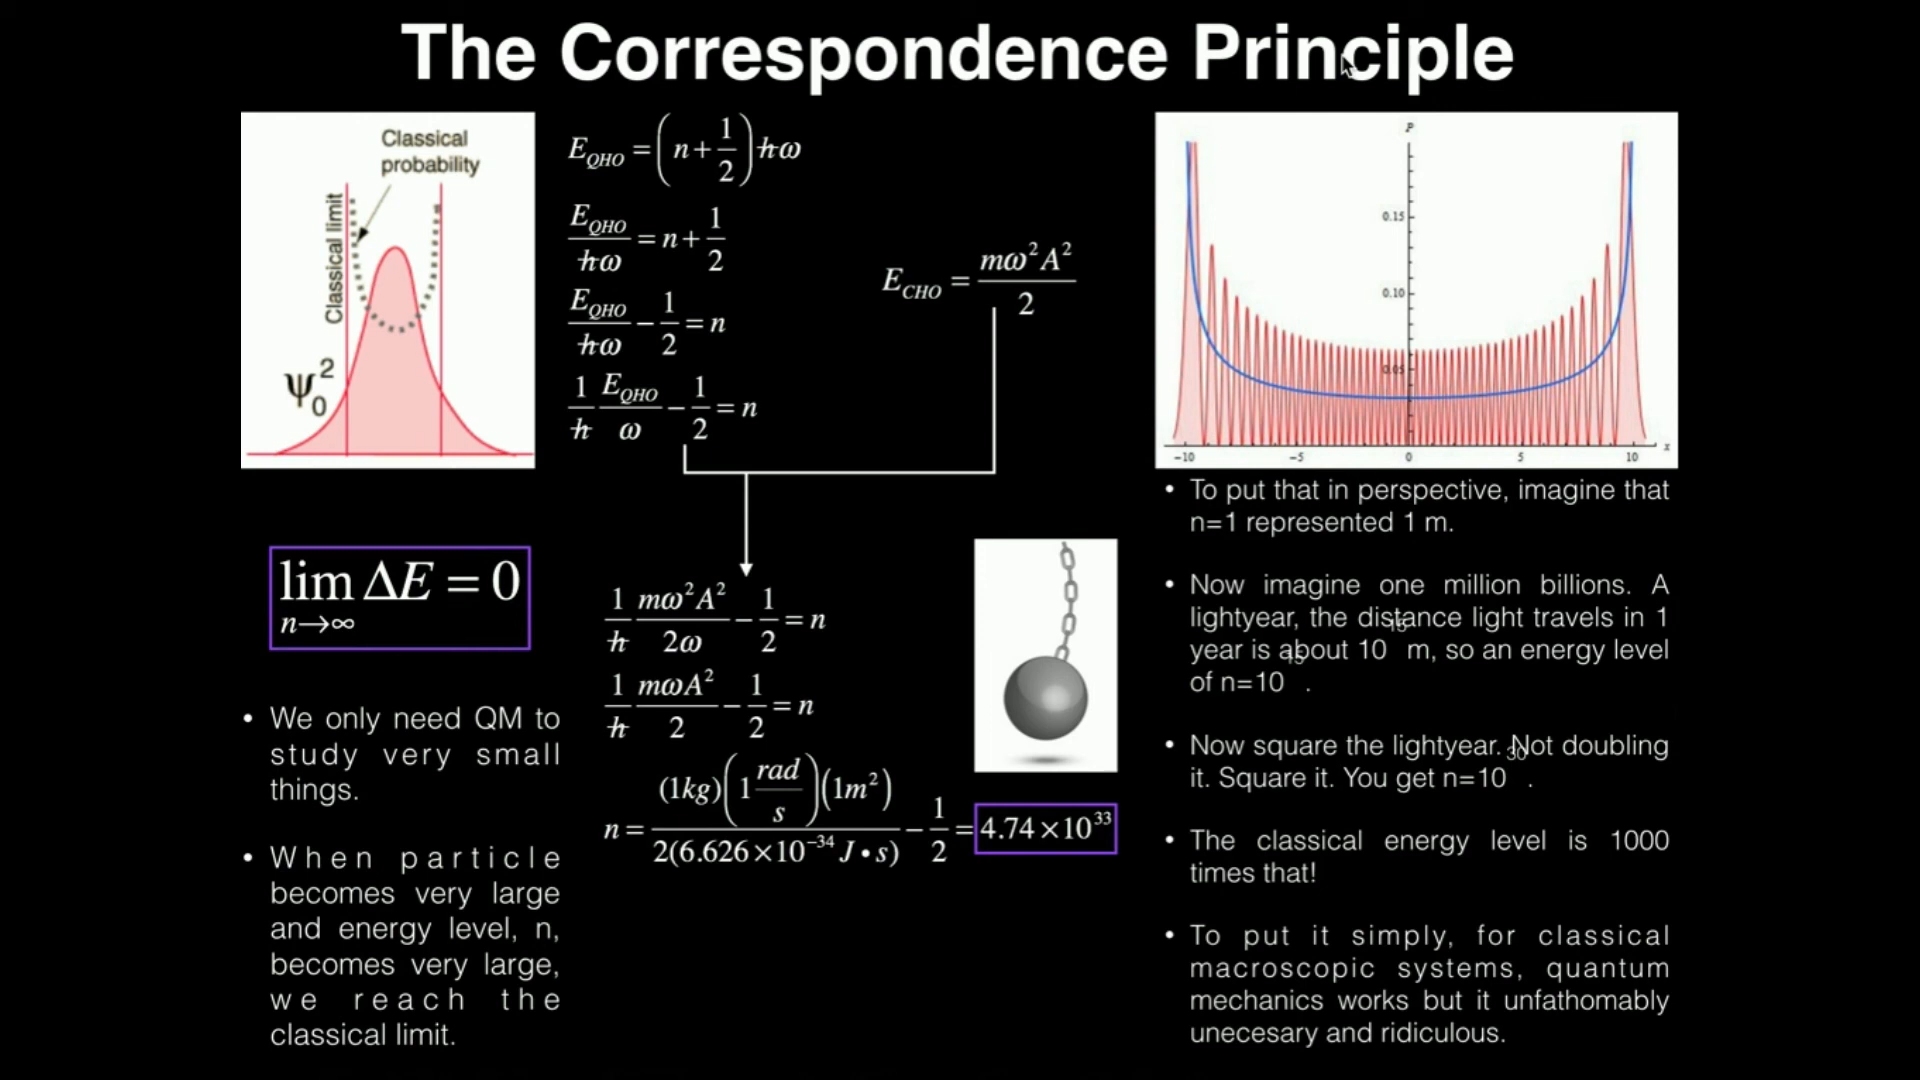 The Correspondence Principle
Classical
probability
Classical limit
ψ₀²
E_QHO = (n + 1/2) ħω
E_QHO/ħω = n + 1/2
E_QHO/ħω − 1/2 = n
1/ħ E_QHO/ω − 1/2 = n
E_CHO = mω²A²/2
1/ħ mω²A²/2ω − 1/2 = n
1/ħ mωA²/2 − 1/2 = n
n = (1kg)(1 rad/s)(1m²)/2(6.626×10⁻³⁴ J•s) − 1/2 = 4.74×10³³
lim ΔE = 0
n→∞
• We only need QM to
study very small
things.
• When particle
becomes very large
and energy level, n,
becomes very large,
we reach the
classical limit.
P
0.15
0.10
0.05
−10 −5 0 5 10 x
• To put that in perspective, imagine that
n=1 represented 1 m.
• Now imagine one million billions. A
lightyear, the distance light travels in 1
year is about 10¹⁵ m, so an energy level
of n=10¹⁵.
• Now square the lightyear. Not doubling
it. Square it. You get n=10³⁰.
• The classical energy level is 1000
times that!
• To put it simply, for classical
macroscopic systems, quantum
mechanics works but it unfathomably
unecesary and ridiculous.